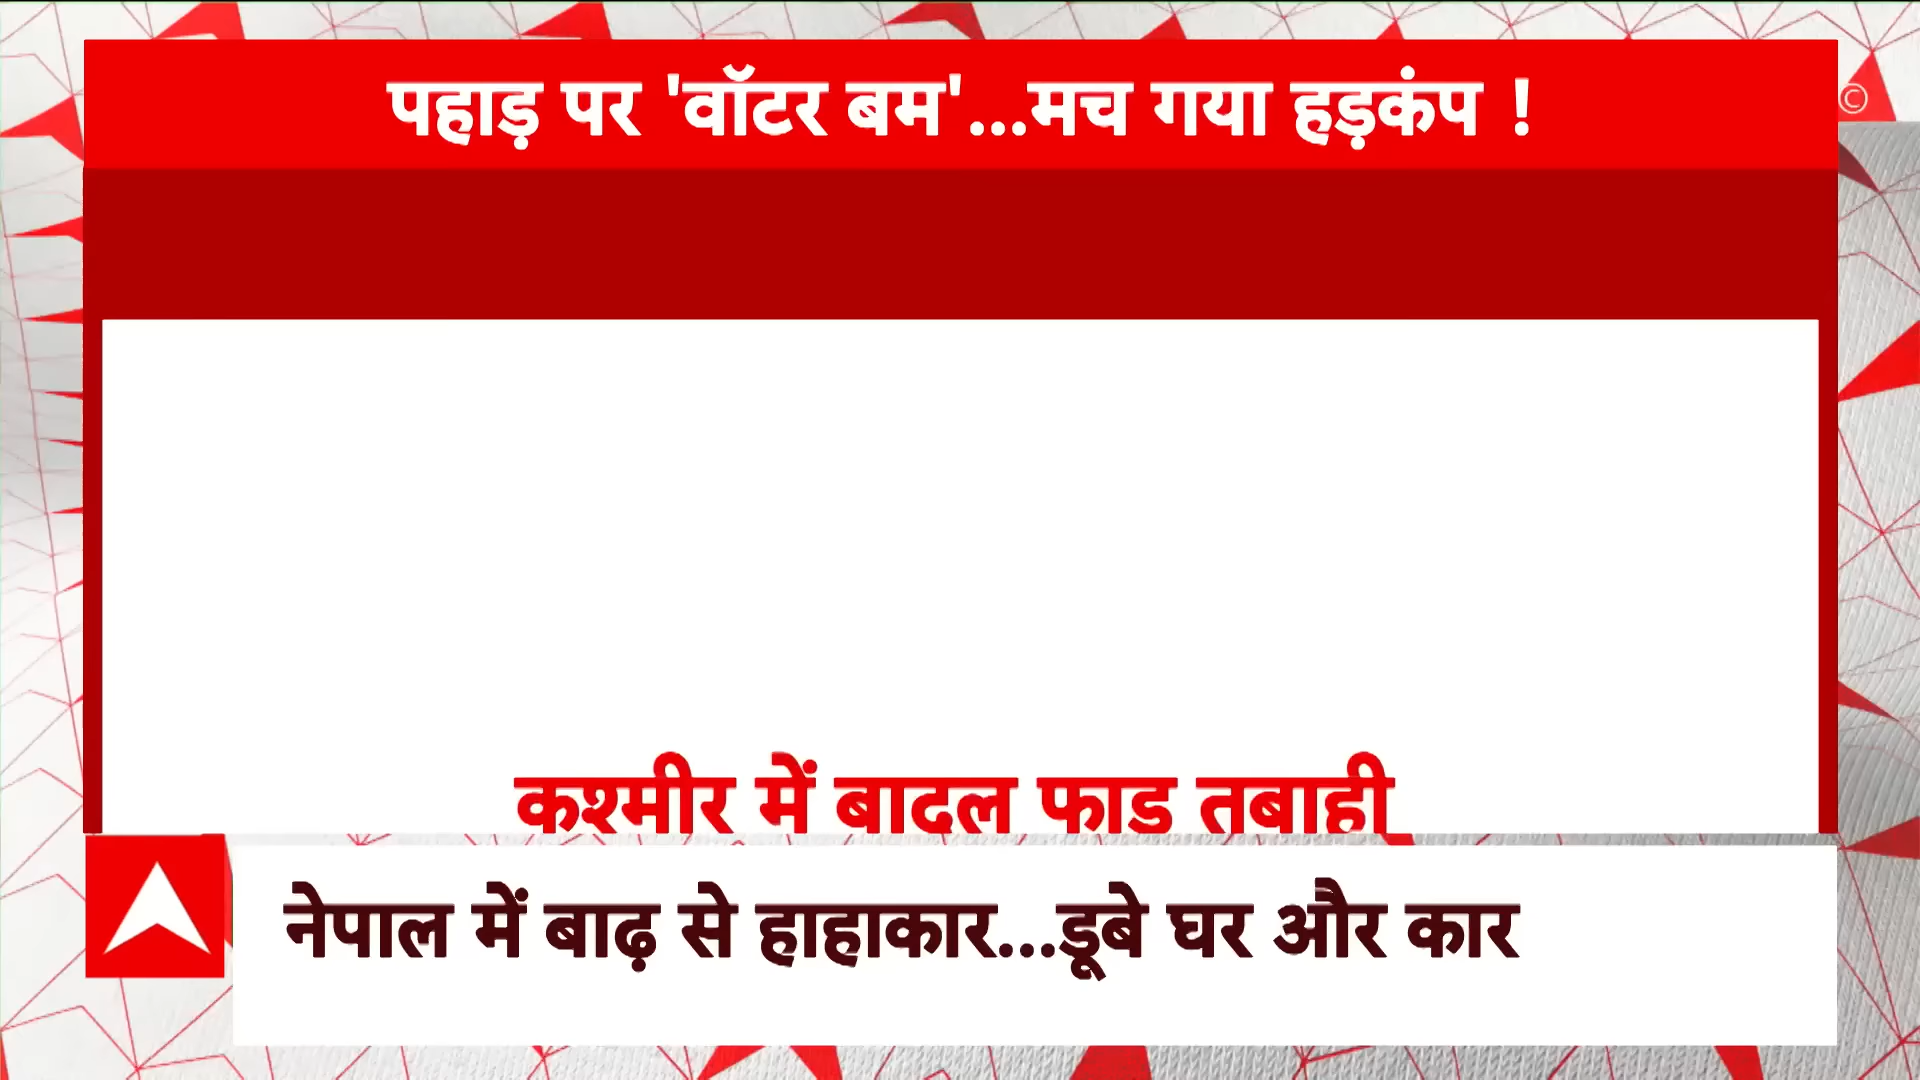 पहाड़ पर 'वॉटर बम'...मच गया हड़कंप !
©
कश्मीर में बादल फाड़ तबाही
नेपाल में बाढ़ से हाहाकार...डूबे घर और कार